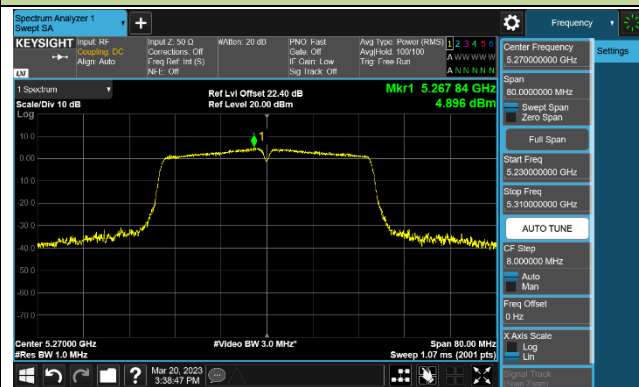 Spectrum Analyzer 1
Swept SA
Frequency
KEYSIGHT
Input: RF
Coupling: DC
Align: Auto
Input Z: 50 Ω
Corrections: Off
Freq Ref: Int (S)
NFE: Off
#Atten: 20 dB
PNO: Fast
Gate: Off
IF Gain: Low
Sig Track: Off
Avg Type: Power (RMS)
Avg|Hold: 100/100
Trig: Free Run
1 2 3 4 5 6
A W W W W W
A N N N N N
LXI
1 Spectrum
Scale/Div 10 dB
Log
Ref Lvl Offset 22.40 dB
Ref Level 20.00 dBm
Mkr1 5.267 84 GHz
4.896 dBm
1
10.0
0.00
-10.0
-20.0
-30.0
-40.0
-50.0
-60.0
-70.0
Center 5.27000 GHz
#Res BW 1.0 MHz
#Video BW 3.0 MHz*
Span 80.00 MHz
Sweep 1.07 ms (2001 pts)
Mar 20, 2023
3:38:47 PM
Center Frequency
5.270000000 GHz
Settings
Span
80.0000000 MHz
Swept Span
Zero Span
Full Span
Start Freq
5.230000000 GHz
Stop Freq
5.310000000 GHz
AUTO TUNE
CF Step
8.000000 MHz
Auto
Man
Freq Offset
0 Hz
X Axis Scale
Log
Lin
Signal Track
(Span Zoom)